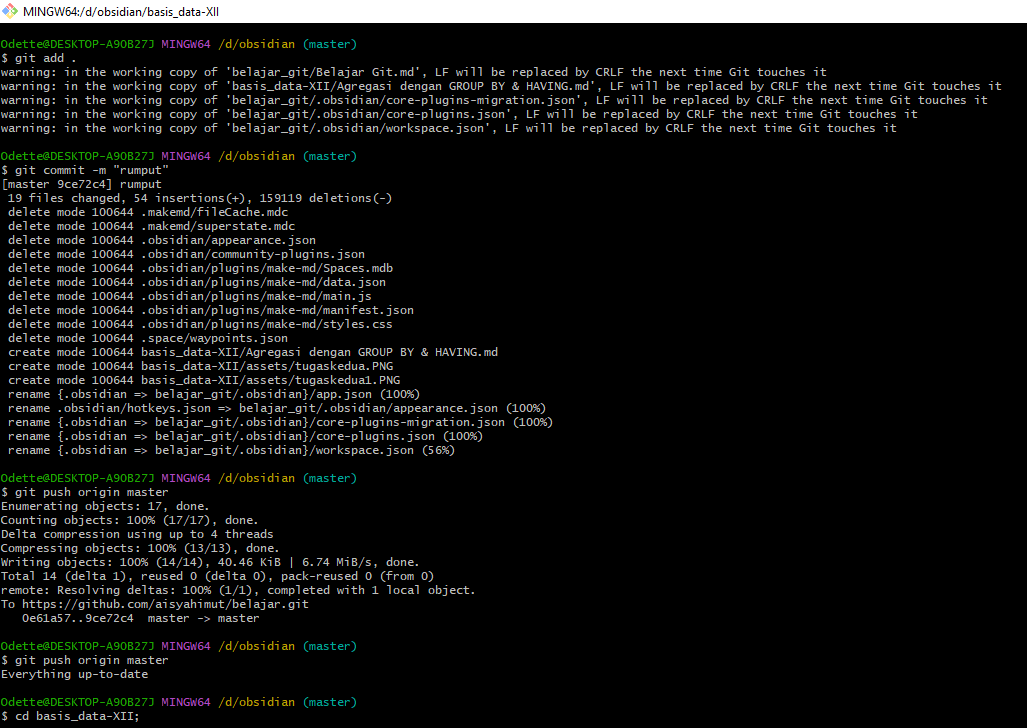 MINGW64:/d/obsidian/basis_data-XII
Odette@DESKTOP-A9OB27J MINGW64 /d/obsidian (master)
$ git add .
warning: in the working copy of 'belajar_git/Belajar Git.md', LF will be replaced by CRLF the next time Git touches it
warning: in the working copy of 'basis_data-XII/Agregasi dengan GROUP BY & HAVING.md', LF will be replaced by CRLF the next time Git touches it
warning: in the working copy of 'belajar_git/.obsidian/core-plugins-migration.json', LF will be replaced by CRLF the next time Git touches it
warning: in the working copy of 'belajar_git/.obsidian/core-plugins.json', LF will be replaced by CRLF the next time Git touches it
warning: in the working copy of 'belajar_git/.obsidian/workspace.json', LF will be replaced by CRLF the next time Git touches it
Odette@DESKTOP-A9OB27J MINGW64 /d/obsidian (master)
$ git commit -m "rumput"
[master 9ce72c4] rumput
 19 files changed, 54 insertions(+), 159119 deletions(-)
 delete mode 100644 .makemd/fileCache.mdc
 delete mode 100644 .makemd/superstate.mdc
 delete mode 100644 .obsidian/appearance.json
 delete mode 100644 .obsidian/community-plugins.json
 delete mode 100644 .obsidian/plugins/make-md/Spaces.mdb
 delete mode 100644 .obsidian/plugins/make-md/data.json
 delete mode 100644 .obsidian/plugins/make-md/main.js
 delete mode 100644 .obsidian/plugins/make-md/manifest.json
 delete mode 100644 .obsidian/plugins/make-md/styles.css
 delete mode 100644 .space/waypoints.json
 create mode 100644 basis_data-XII/Agregasi dengan GROUP BY & HAVING.md
 create mode 100644 basis_data-XII/assets/tugaskedua.PNG
 create mode 100644 basis_data-XII/assets/tugaskedua1.PNG
 rename {.obsidian => belajar_git/.obsidian}/app.json (100%)
 rename .obsidian/hotkeys.json => belajar_git/.obsidian/appearance.json (100%)
 rename {.obsidian => belajar_git/.obsidian}/core-plugins-migration.json (100%)
 rename {.obsidian => belajar_git/.obsidian}/core-plugins.json (100%)
 rename {.obsidian => belajar_git/.obsidian}/workspace.json (56%)
Odette@DESKTOP-A9OB27J MINGW64 /d/obsidian (master)
$ git push origin master
Enumerating objects: 17, done.
Counting objects: 100% (17/17), done.
Delta compression using up to 4 threads
Compressing objects: 100% (13/13), done.
Writing objects: 100% (14/14), 40.46 KiB | 6.74 MiB/s, done.
Total 14 (delta 1), reused 0 (delta 0), pack-reused 0 (from 0)
remote: Resolving deltas: 100% (1/1), completed with 1 local object.
To https://github.com/aisyahimut/belajar.git
   0e61a57..9ce72c4  master -> master
Odette@DESKTOP-A9OB27J MINGW64 /d/obsidian (master)
$ git push origin master
Everything up-to-date
Odette@DESKTOP-A9OB27J MINGW64 /d/obsidian (master)
$ cd basis_data-XII;